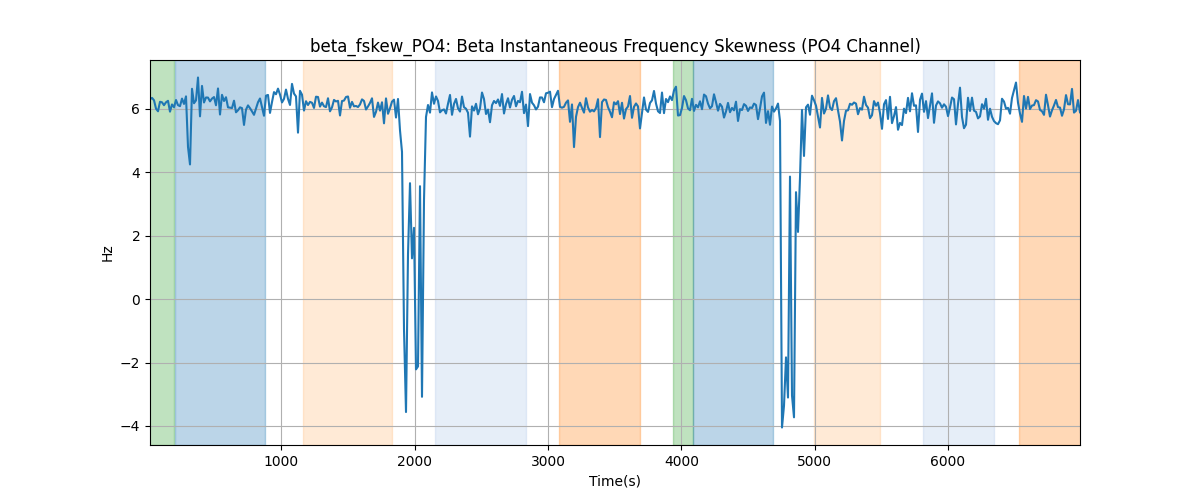 beta_fskew_PO4: Beta Instantaneous Frequency Skewness (PO4 Channel)
6
4
2
0
−2
−4
Hz
1000 2000 3000 4000 5000 6000
Time(s)